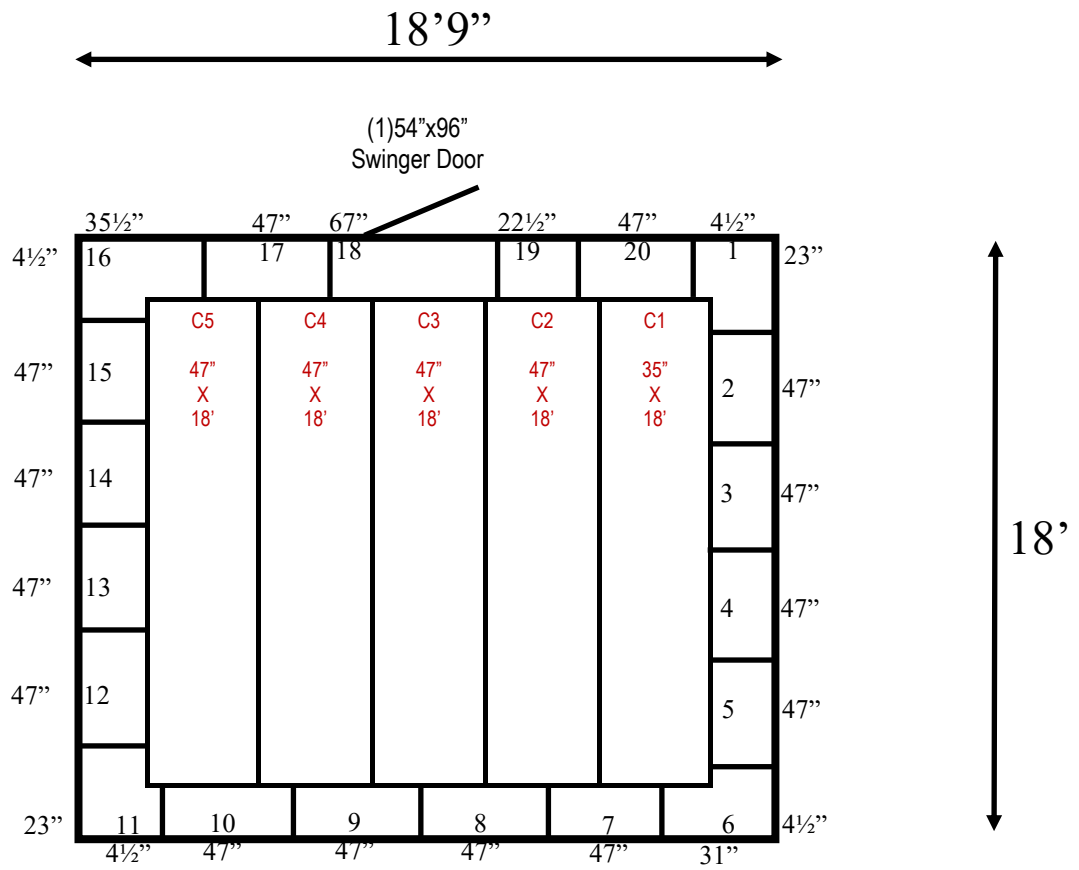 18’9”
(1)54”x96”
Swinger Door
35½” 47” 67” 22½” 47” 4½”
4½” 16 17 18 19 20 1 23”
C5 C4 C3 C2 C1
47” 15 47” 47” 47” 47” 35” 2 47”
X X X X X
18’ 18’ 18’ 18’ 18’
47” 14 3 47”
18’
47” 13 4 47”
47” 12 5 47”
23” 11 10 9 8 7 6 4½”
4½” 47” 47” 47” 47” 31”